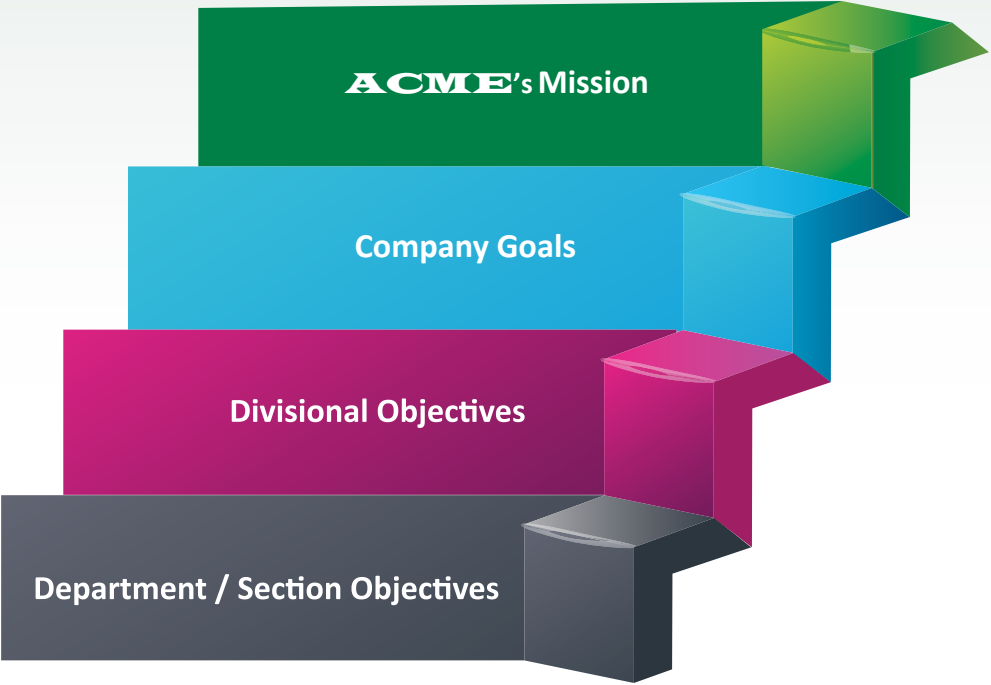 ACME's Mission
Company Goals
Divisional Objectives
Department / Section Objectives